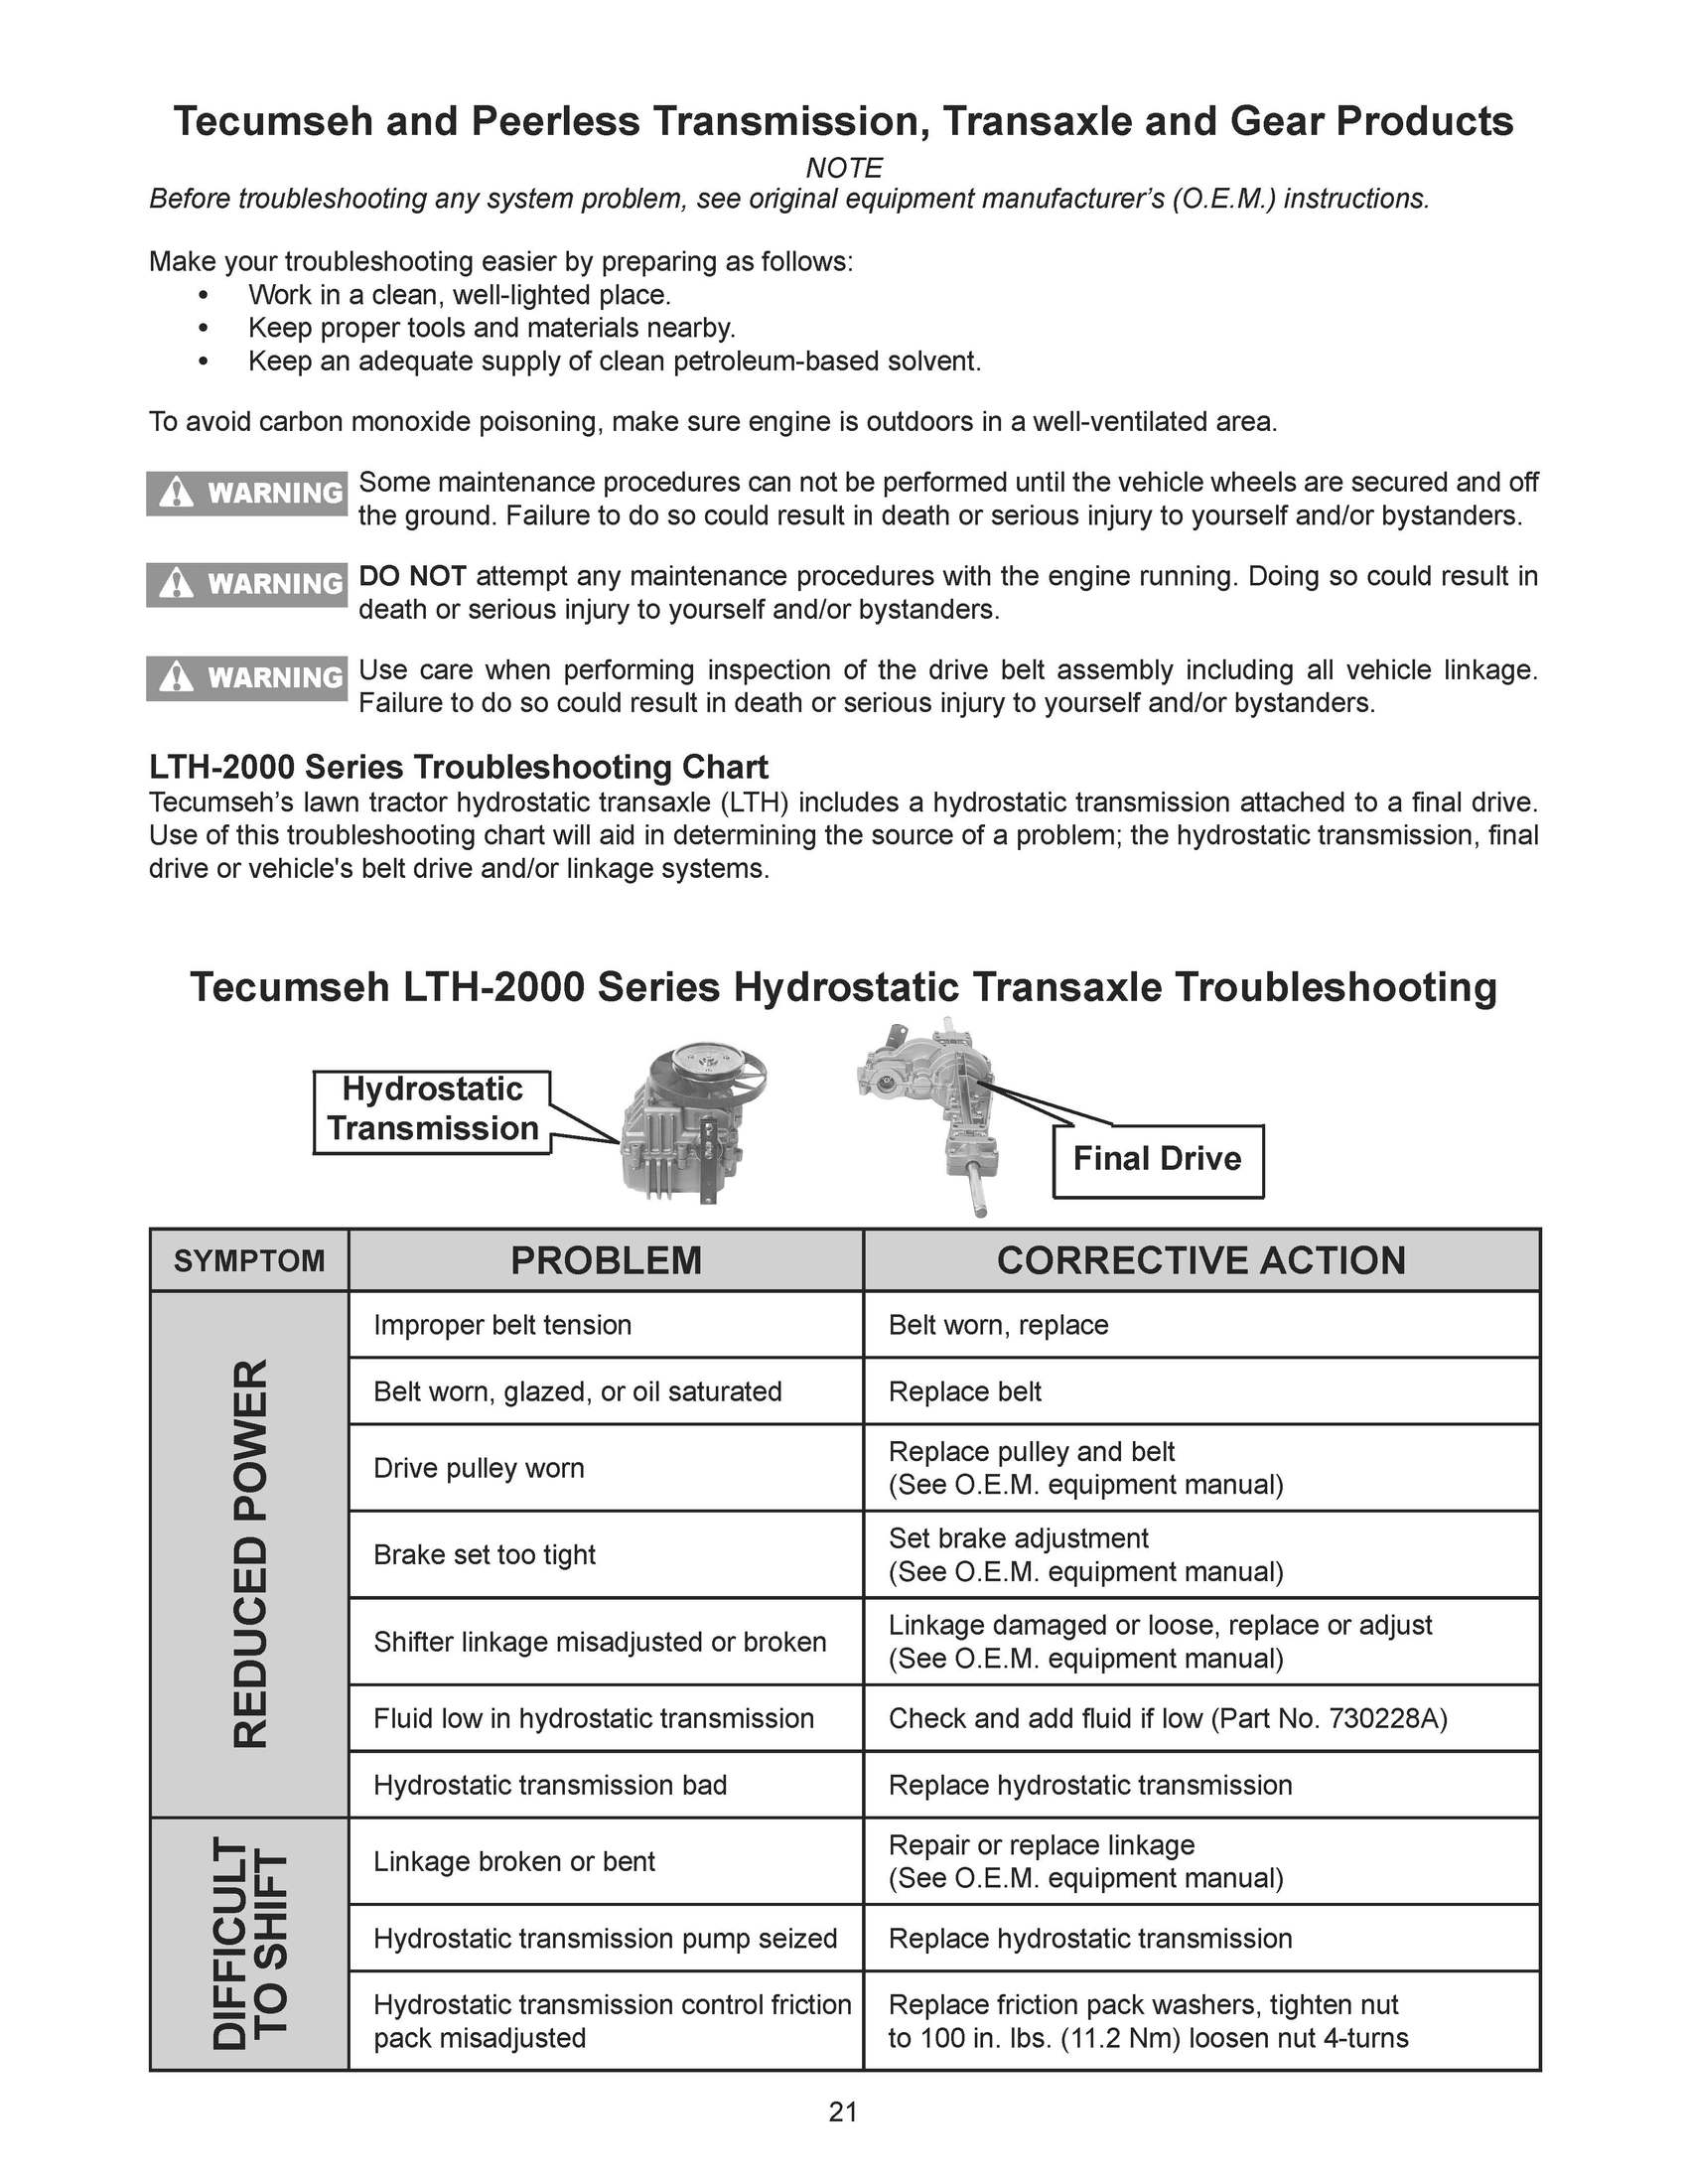 Tecumseh and Peerless Transmission, Transaxle and Gear Products
NOTE
Before troubleshooting any system problem, see original equipment manufacturer's (O.E.M.) instructions.
Make your troubleshooting easier by preparing as follows:
• Work in a clean, well-lighted place.
• Keep proper tools and materials nearby.
• Keep an adequate supply of clean petroleum-based solvent.
To avoid carbon monoxide poisoning, make sure engine is outdoors in a well-ventilated area.
WARNING Some maintenance procedures can not be performed until the vehicle wheels are secured and off
the ground. Failure to do so could result in death or serious injury to yourself and/or bystanders.
WARNING DO NOT attempt any maintenance procedures with the engine running. Doing so could result in
death or serious injury to yourself and/or bystanders.
WARNING Use care when performing inspection of the drive belt assembly including all vehicle linkage.
Failure to do so could result in death or serious injury to yourself and/or bystanders.
LTH-2000 Series Troubleshooting Chart
Tecumseh's lawn tractor hydrostatic transaxle (LTH) includes a hydrostatic transmission attached to a final drive.
Use of this troubleshooting chart will aid in determining the source of a problem; the hydrostatic transmission, final
drive or vehicle's belt drive and/or linkage systems.
Tecumseh LTH-2000 Series Hydrostatic Transaxle Troubleshooting
Hydrostatic
Transmission
Final Drive
SYMPTOM PROBLEM CORRECTIVE ACTION
REDUCED POWER
Improper belt tension Belt worn, replace
Belt worn, glazed, or oil saturated Replace belt
Drive pulley worn Replace pulley and belt
(See O.E.M. equipment manual)
Brake set too tight Set brake adjustment
(See O.E.M. equipment manual)
Shifter linkage misadjusted or broken Linkage damaged or loose, replace or adjust
(See O.E.M. equipment manual)
Fluid low in hydrostatic transmission Check and add fluid if low (Part No. 730228A)
Hydrostatic transmission bad Replace hydrostatic transmission
DIFFICULT
TO SHIFT
Linkage broken or bent Repair or replace linkage
(See O.E.M. equipment manual)
Hydrostatic transmission pump seized Replace hydrostatic transmission
Hydrostatic transmission control friction Replace friction pack washers, tighten nut
pack misadjusted to 100 in. lbs. (11.2 Nm) loosen nut 4-turns
21